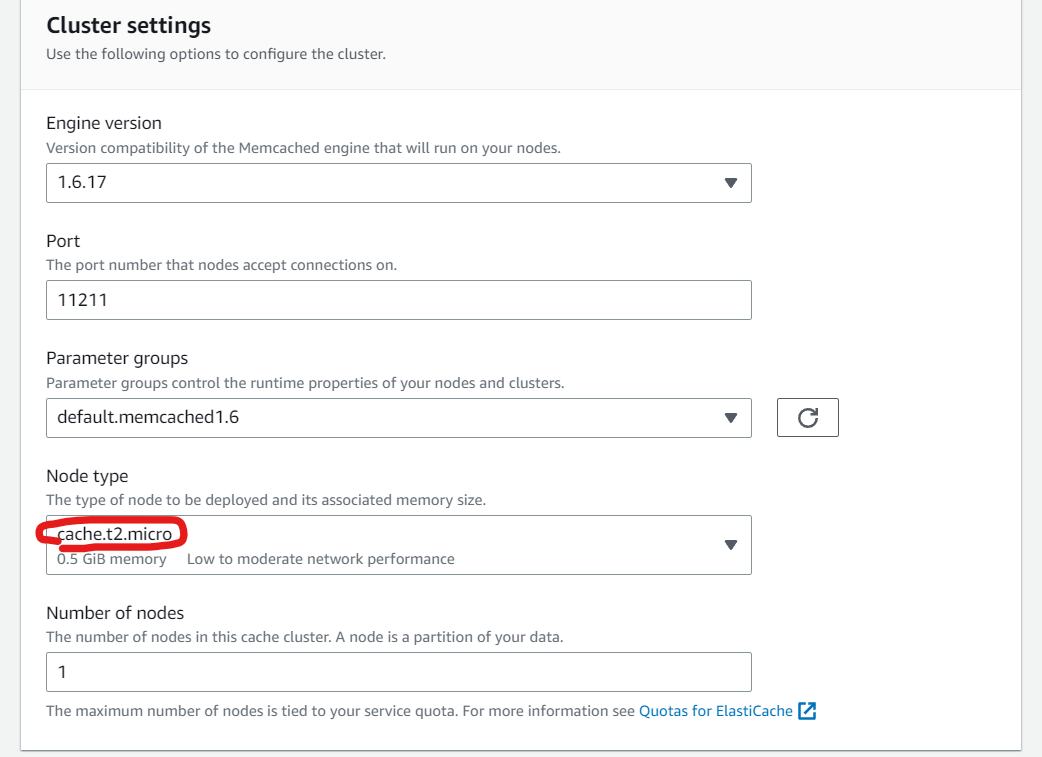 Cluster settings
Use the following options to configure the cluster.
Engine version
Version compatibility of the Memcached engine that will run on your nodes.
1.6.17
Port
The port number that nodes accept connections on.
11211
Parameter groups
Parameter groups control the runtime properties of your nodes and clusters.
default.memcached1.6
Node type
The type of node to be deployed and its associated memory size.
cache.t2.micro
0.5 GiB memory Low to moderate network performance
Number of nodes
The number of nodes in this cache cluster. A node is a partition of your data.
1
The maximum number of nodes is tied to your service quota. For more information see Quotas for ElastiCache